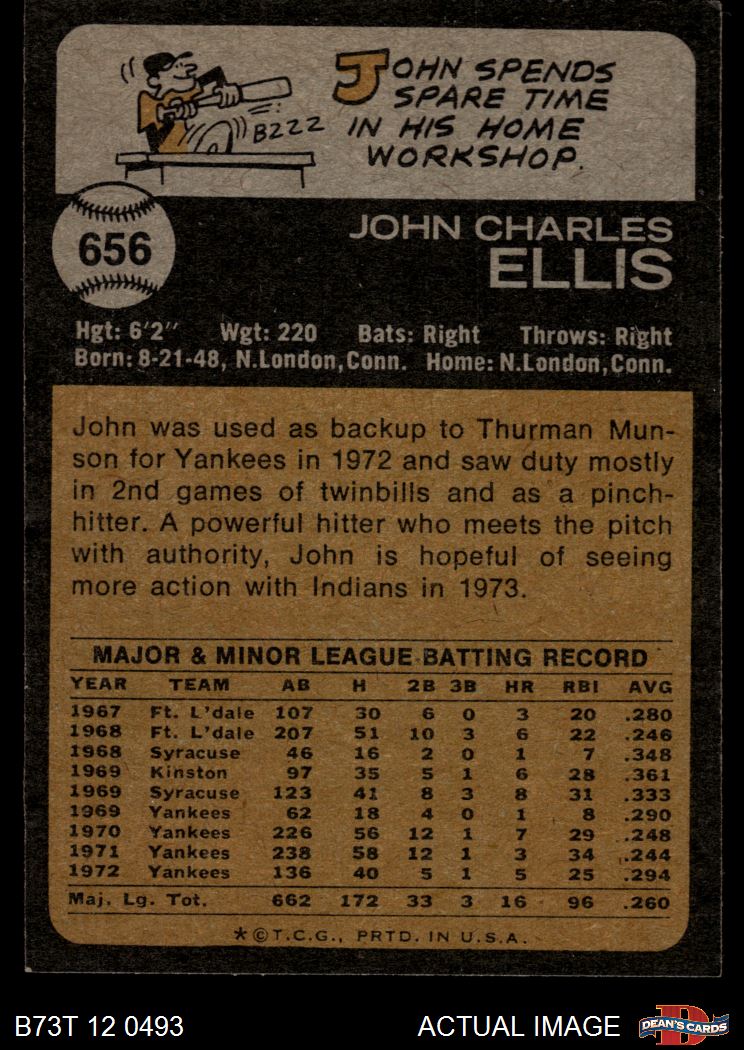 JOHN SPENDS
SPARE TIME
BZZZ IN HIS HOME
WORKSHOP.
656
JOHN CHARLES
ELLIS
Hgt: 6'2" Wgt: 220 Bats: Right Throws: Right
Born: 8-21-48, N.London, Conn. Home: N.London, Conn.
John was used as backup to Thurman Mun-
son for Yankees in 1972 and saw duty mostly
in 2nd games of twinbills and as a pinch-
hitter. A powerful hitter who meets the pitch
with authority, John is hopeful of seeing
more action with Indians in 1973.
MAJOR & MINOR LEAGUE BATTING RECORD
YEAR TEAM AB H 2B 3B HR RBI AVG
1967 Ft. L'dale 107 30 6 0 3 20 .280
1968 Ft. L'dale 207 51 10 3 6 22 .246
1968 Syracuse 46 16 2 0 1 7 .348
1969 Kinston 97 35 5 1 6 28 .361
1969 Syracuse 123 41 8 3 8 31 .333
1969 Yankees 62 18 4 0 1 8 .290
1970 Yankees 226 56 12 1 7 29 .248
1971 Yankees 238 58 12 1 3 34 .244
1972 Yankees 136 40 5 1 5 25 .294
Maj. Lg. Tot. 662 172 33 3 16 96 .260
*©T.C.G., PRTD. IN U.S.A.
B73T 12 0493 ACTUAL IMAGE DEAN'S CARDS